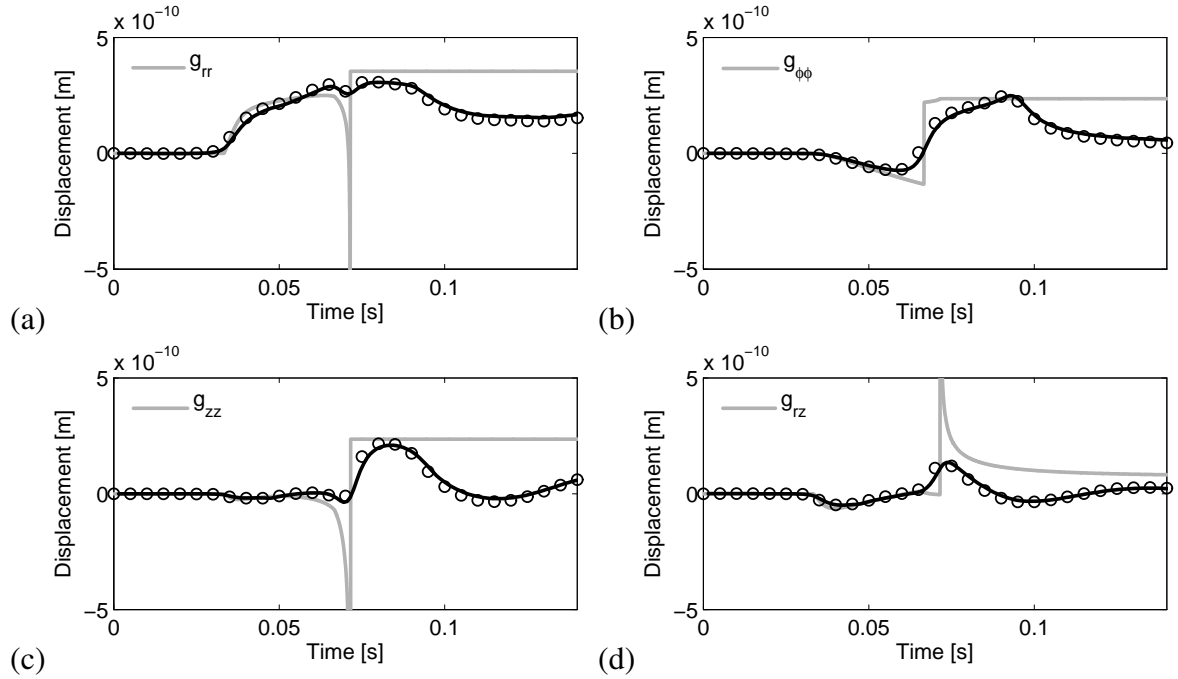 x 10⁻¹⁰
5
0
−5
Displacement [m]
g_rr
0 0.05 0.1
Time [s]
(a)
x 10⁻¹⁰
5
0
−5
Displacement [m]
g_ϕϕ
0 0.05 0.1
Time [s]
(b)
x 10⁻¹⁰
5
0
−5
Displacement [m]
g_zz
0 0.05 0.1
Time [s]
(c)
x 10⁻¹⁰
5
0
−5
Displacement [m]
g_rz
0 0.05 0.1
Time [s]
(d)